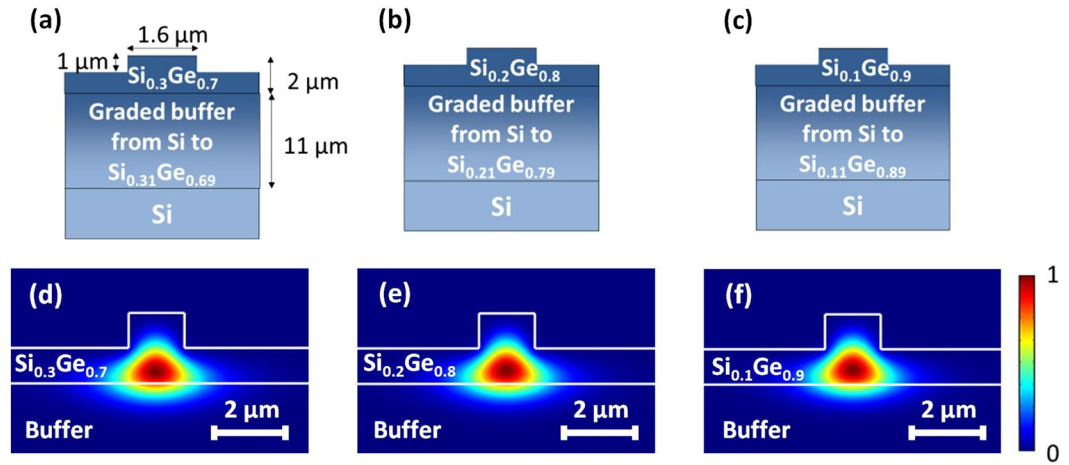 (a)
1.6 μm
1 μm
Si0.3Ge0.7
2 μm
Graded buffer
from Si to
Si0.31Ge0.69
11 μm
Si
(b)
Si0.2Ge0.8
Graded buffer
from Si to
Si0.21Ge0.79
Si
(c)
Si0.1Ge0.9
Graded buffer
from Si to
Si0.11Ge0.89
Si
(d)
Si0.3Ge0.7
2 μm
Buffer
(e)
Si0.2Ge0.8
2 μm
Buffer
(f)
Si0.1Ge0.9
2 μm
Buffer
1
0